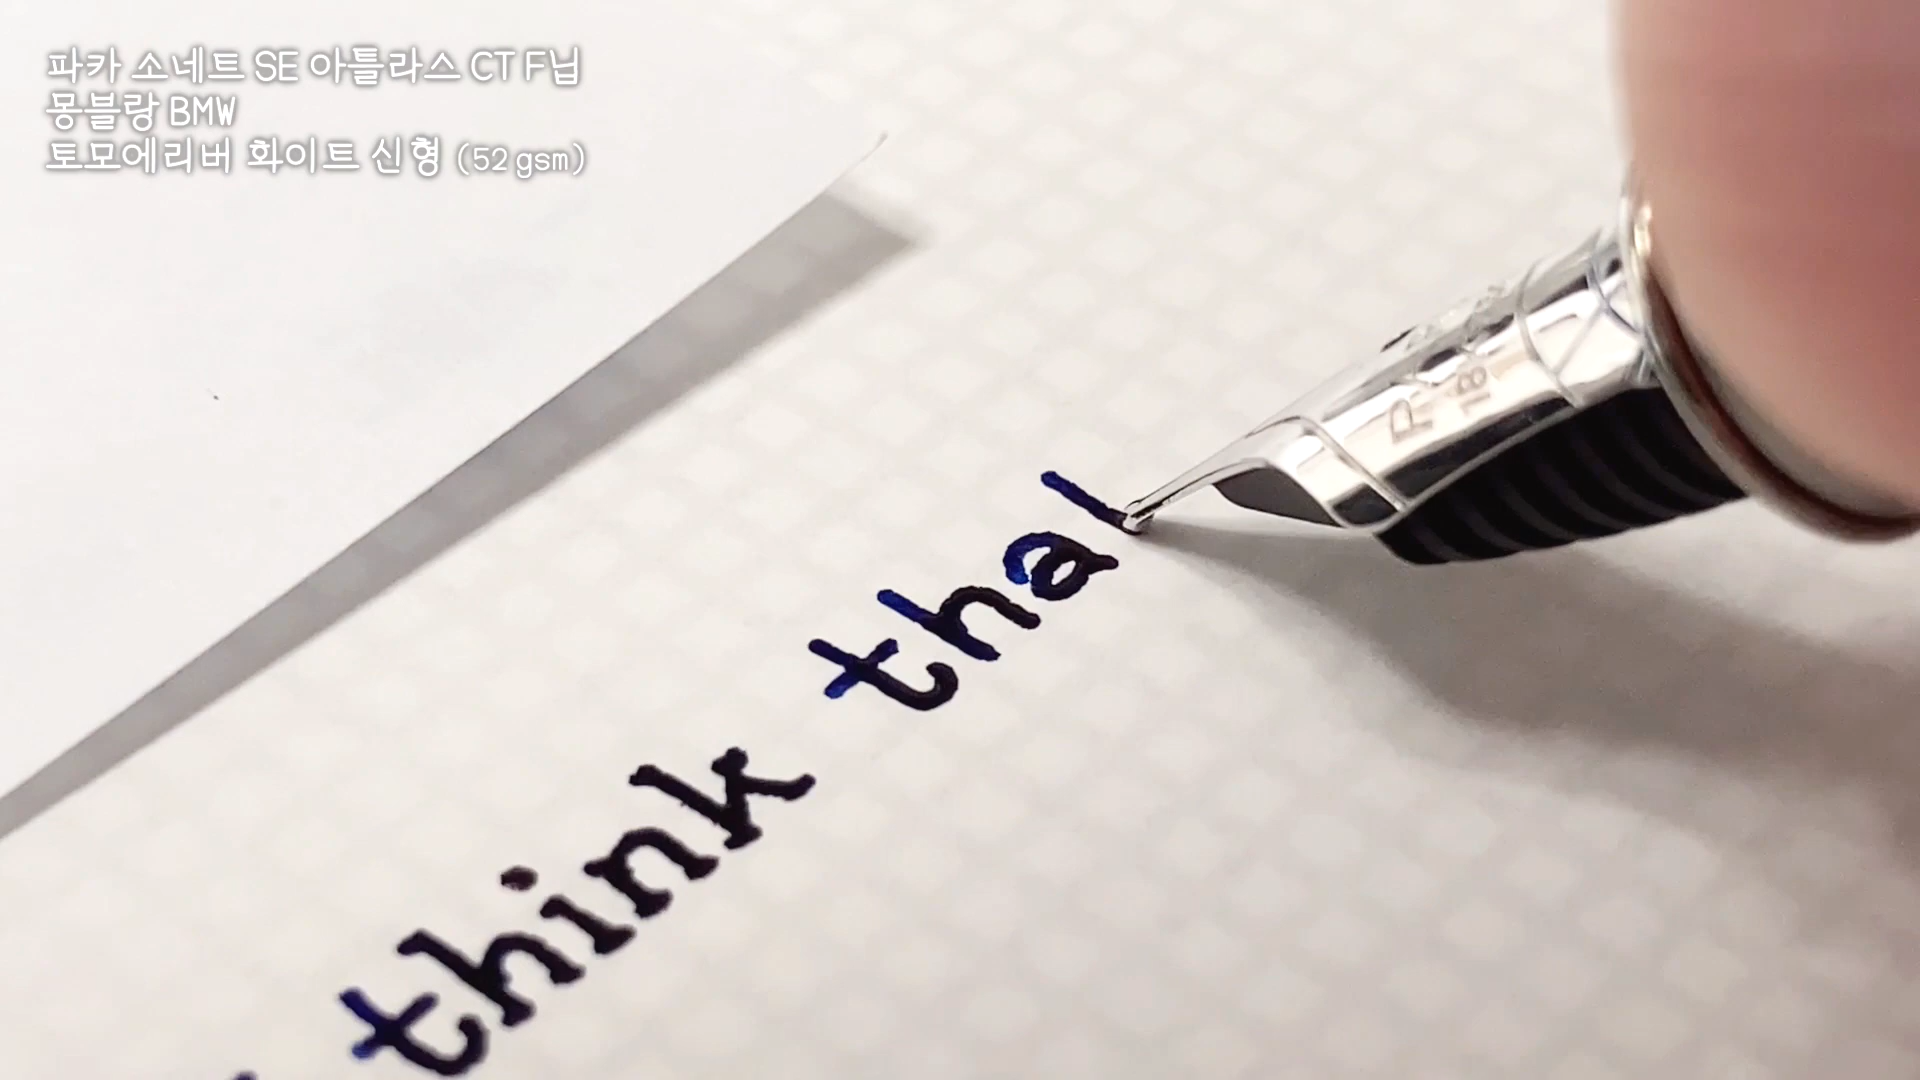 파카 소네트 SE 아틀라스 CT F닙
몽블랑 BMW
토모에리버 화이트 신형 (52gsm)
think tha
18